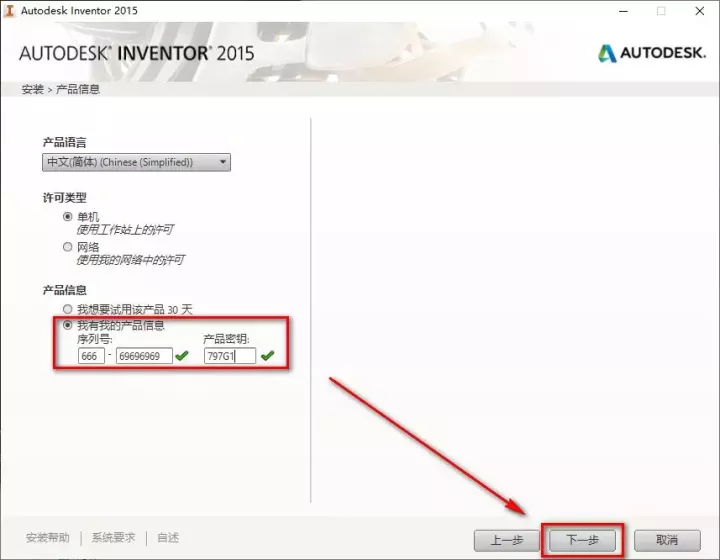 Autodesk Inventor 2015
AUTODESK® INVENTOR® 2015
AUTODESK.
安装 > 产品信息
产品语言
中文(简体) (Chinese (Simplified))
许可类型
单机
使用工作站上的许可
网络
使用我的网络中的许可
产品信息
我想要试用该产品 30 天
我有我的产品信息
序列号: 产品密钥:
666 - 69696969 797G1
安装帮助 | 系统要求 | 自述 上一步 下一步 取消